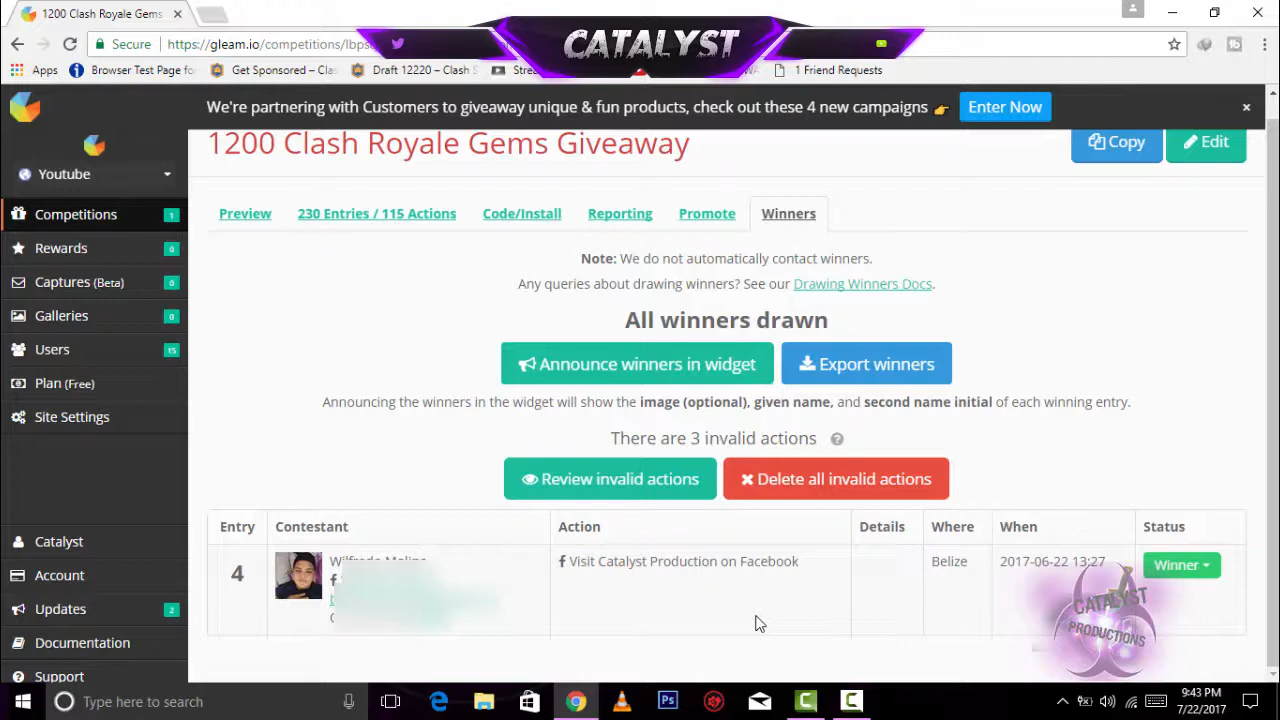 1200 Clash Royale Gems
Secure https://gleam.io/competitions/lbps
CATALYST
Apps Browser Test Page for Get Sponsored – Clas Draft 12220 – Clash S 1 Friend Requests
We're partnering with Customers to giveaway unique & fun products, check out these 4 new campaigns Enter Now
1200 Clash Royale Gems Giveaway
Copy Edit
Youtube
Competitions 1
Rewards 0
Captures (Beta) 0
Galleries 0
Users 15
Plan (Free)
Site Settings
Catalyst
Account
Updates 2
Documentation
Support
Preview 230 Entries / 115 Actions Code/Install Reporting Promote Winners
Note: We do not automatically contact winners.
Any queries about drawing winners? See our Drawing Winners Docs.
All winners drawn
Announce winners in widget Export winners
Announcing the winners in the widget will show the image (optional), given name, and second name initial of each winning entry.
There are 3 invalid actions ?
Review invalid actions Delete all invalid actions
Entry Contestant Action Details Where When Status
4 Visit Catalyst Production on Facebook Belize 2017-06-22 13:27 Winner
CATALYST
PRODUCTIONS
Type here to search
9:43 PM
7/22/2017